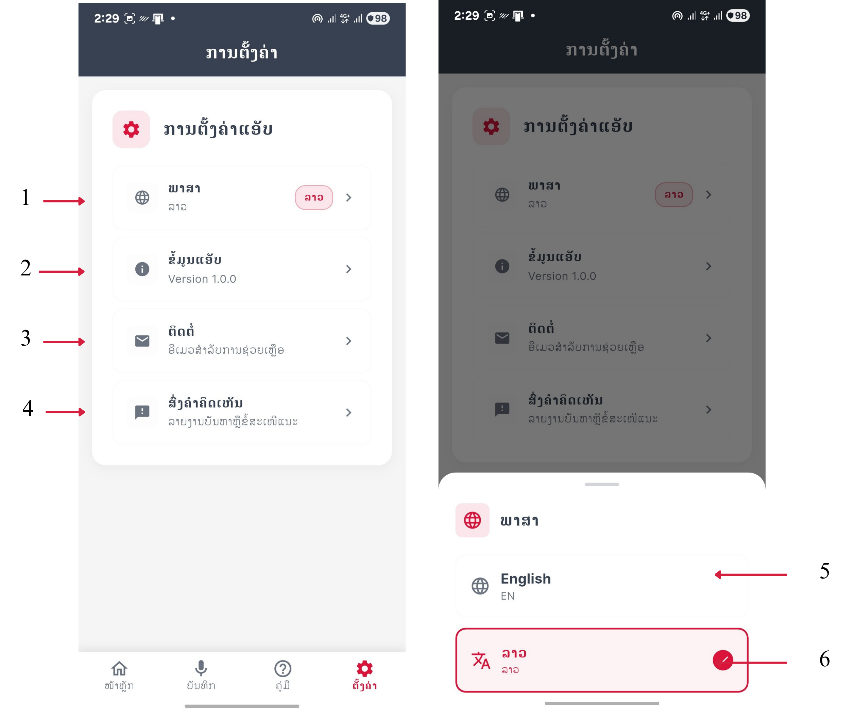 2:29
98
ການຕັ້ງຄ່າ
ການຕັ້ງຄ່າແອັບ
1
ພາສາ
ລາວ
ລາວ
2
ຂໍ້ມູນແອັບ
Version 1.0.0
3
ຕິດຕໍ່
ອີເມວສຳລັບການຊ່ວຍເຫຼືອ
4
ສົ່ງຄຳຄິດເຫັນ
ລາຍງານບັນຫາຫຼືຂໍ້ສະເໜີແນະ
ໜ້າຫຼັກ
ບັນທຶກ
ຄູ່ມື
ຕັ້ງຄ່າ
2:29
98
ການຕັ້ງຄ່າ
ການຕັ້ງຄ່າແອັບ
ພາສາ
ລາວ
ລາວ
ຂໍ້ມູນແອັບ
Version 1.0.0
ຕິດຕໍ່
ອີເມວສຳລັບການຊ່ວຍເຫຼືອ
ສົ່ງຄຳຄິດເຫັນ
ລາຍງານບັນຫາຫຼືຂໍ້ສະເໜີແນະ
ພາສາ
English
EN
5
ລາວ
ລາວ
6